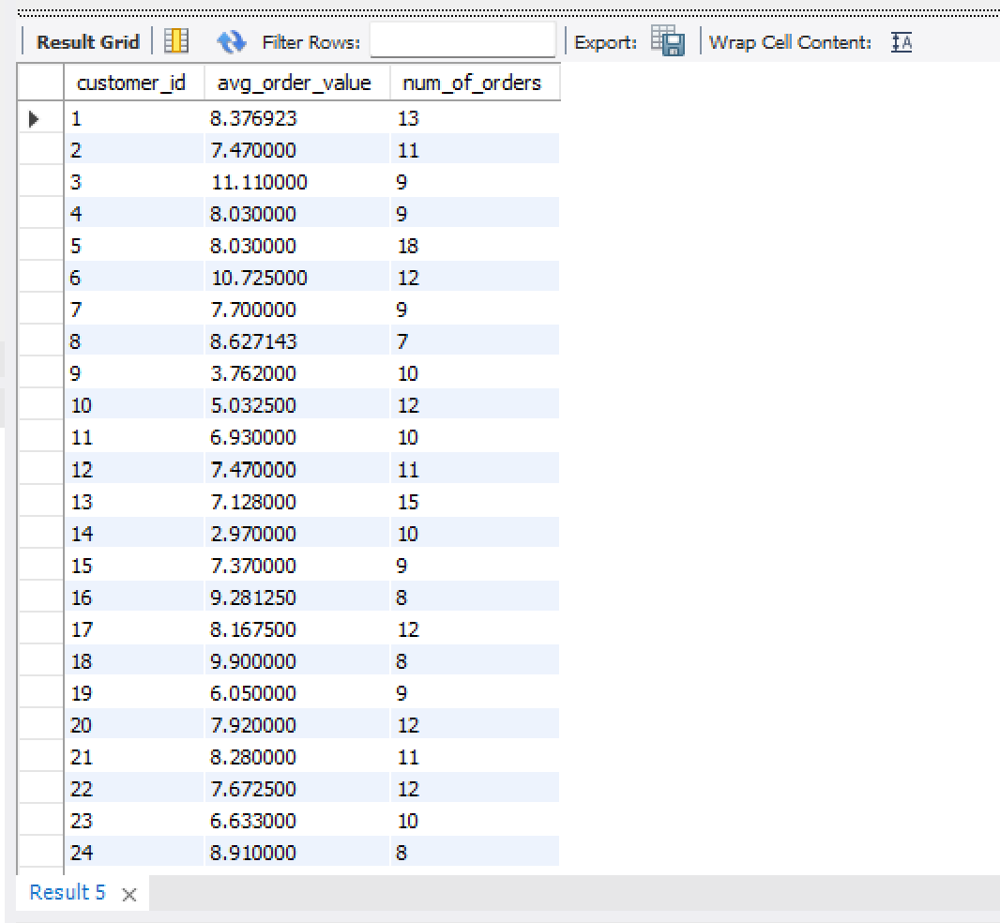 Result Grid Filter Rows: Export: Wrap Cell Content: IA
customer_id avg_order_value num_of_orders
1 8.376923 13
2 7.470000 11
3 11.110000 9
4 8.030000 9
5 8.030000 18
6 10.725000 12
7 7.700000 9
8 8.627143 7
9 3.762000 10
10 5.032500 12
11 6.930000 10
12 7.470000 11
13 7.128000 15
14 2.970000 10
15 7.370000 9
16 9.281250 8
17 8.167500 12
18 9.900000 8
19 6.050000 9
20 7.920000 12
21 8.280000 11
22 7.672500 12
23 6.633000 10
24 8.910000 8
Result 5 ×